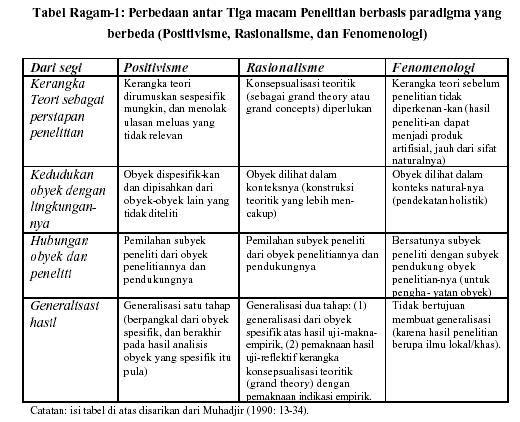 Tabel Ragam-1: Perbedaan antar Tiga macam Penelitian berbasis paradigma yang
berbeda (Positivisme, Rasionalisme, dan Fenomenologi)
Dari segi
Positivisme
Rasionalisme
Fenomenologi
Kerangka
Teori sebagai
persiapan
penelitian
Kerangka teori
dirumuskan sespesifik
mungkin, dan menolak
ulasan meluas yang
tidak relevan
Konsepsualisasi teoritik
(sebagai grand theory atau
grand concepts) diperlukan
Kerangka teori sebelum
penelitian tidak
diperkenan -kan (hasil
peneliti-an dapat
menjadi produk
artifisial, jauh dari sifat
naturalnya)
Kedudukan
obyek dengan
lingkungan-
nya
Obyek dispesifik-kan
dan dipisahkan dari
obyek-obyek lain yang
tidak diteliti
Obyek dilihat dalam
konteksnya (konstruksi
teoritik yang lebih men-
cakup)
Obyek dilihat dalam
konteks natural-nya
(pendekatan holistik)
Hubungan
obyek dan
peneliti
Pemilahan subyek
peneliti dari obyek
penelitiannya dan
pendukungnya
Pemilahan subyek peneliti
dari obyek penelitiannya dan
pendukungnya
Bersatunya subyek
peneliti dengan subyek
pendukung obyek
penelitian-nya (untuk
pengha- yatan obyek)
Generalisasi
hasil
Generalisasi satu tahap
(berpangkal dari obyek
spesifik, dan berakhir
pada hasil analisis
obyek yang spesifik itu
pula)
Generalisasi dua tahap: (1)
generalisasi dari obyek
spesifik atas hasil uji-makna-
empirik, (2) pemaknaan hasil
uji-reflektif kerangka
konsepsualisasi teoritik
(grand theory) dengan
pemaknaan indikasi empirik.
Tidak bertujuan
membuat generalisasi
(karena hasil penelitian
berupa ilmu lokal/khas).
Catatan: isi tabel di atas disarikan dari Muhadjir (1990: 13-34).